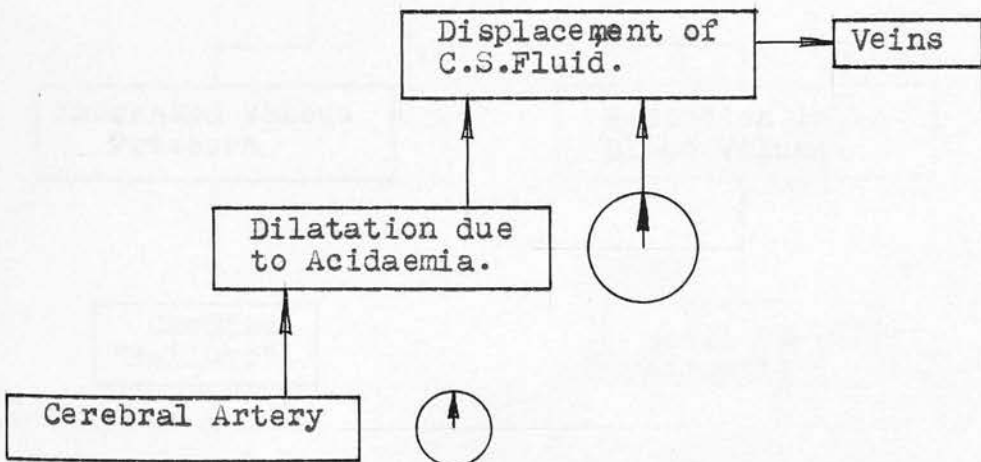 Displacement of
C.S.Fluid.
Veins
Dilatation due
to Acidaemia.
Cerebral Artery